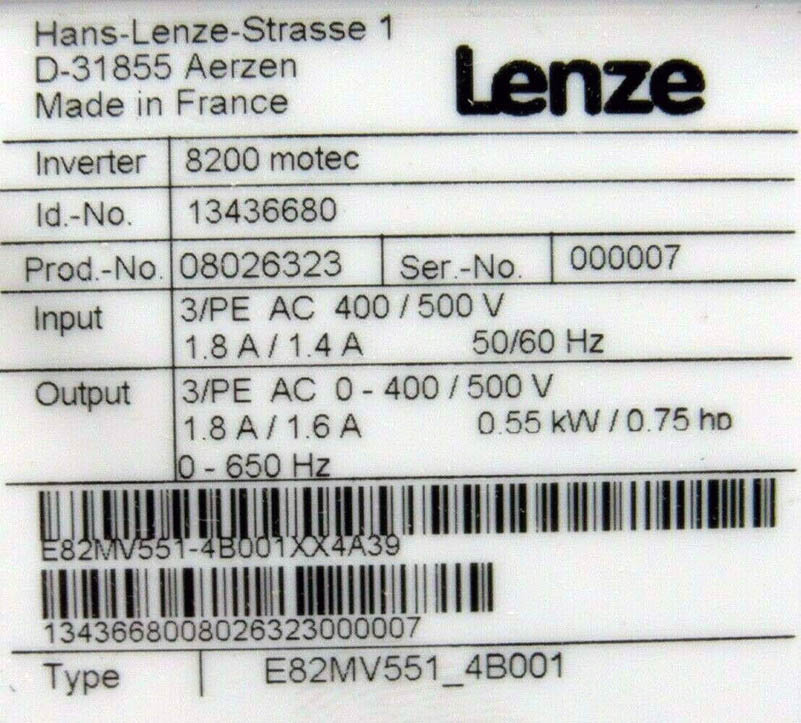 Hans-Lenze-Strasse 1
D-31855 Aerzen
Made in France
Lenze
Inverter 8200 motec
Id.-No. 13436680
Prod.-No. 08026323 Ser.-No. 000007
Input 3/PE AC 400 / 500 V
1.8 A / 1.4 A 50/60 Hz
Output 3/PE AC 0 - 400 / 500 V
1.8 A / 1.6 A 0.55 kW / 0.75 hp
0 - 650 Hz
E82MV551-4B001XX4A39
1343668008026323000007
Type E82MV551_4B001